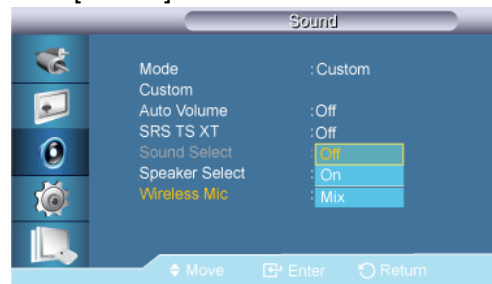 Sound
Mode : Custom
Custom
Auto Volume : Off
SRS TS XT : Off
Sound Select : Off
Speaker Select : On
Wireless Mic : Mix
Move Enter Return